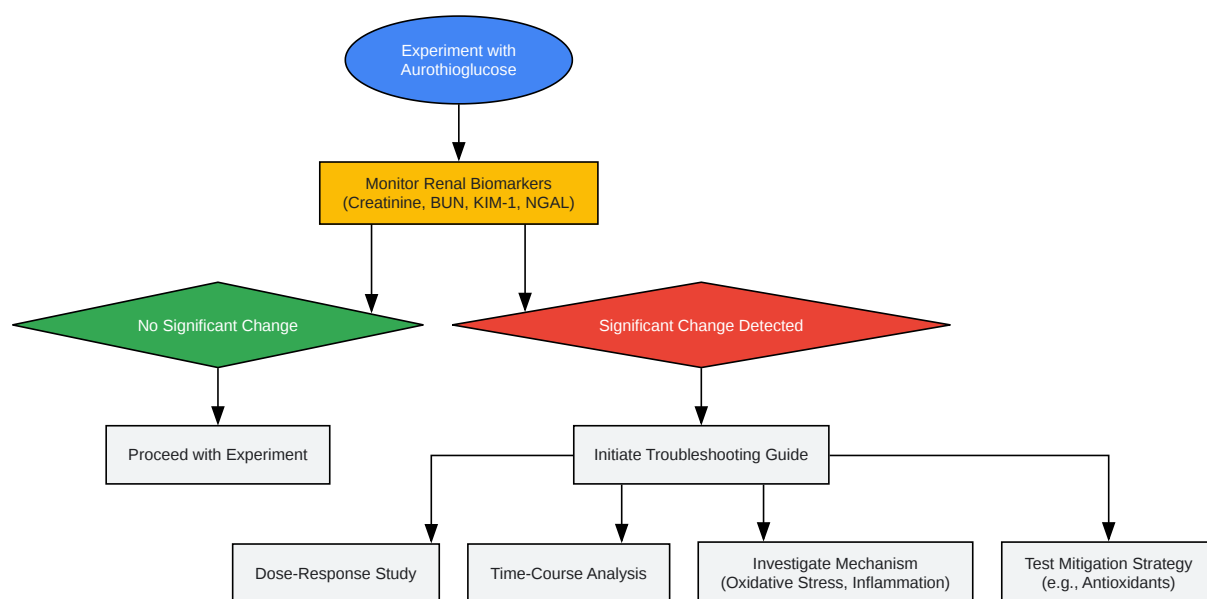 Experiment with
Aurothioglucose
Monitor Renal Biomarkers
(Creatinine, BUN, KIM-1, NGAL)
No Significant Change
Significant Change Detected
Proceed with Experiment
Initiate Troubleshooting Guide
Dose-Response Study
Time-Course Analysis
Investigate Mechanism
(Oxidative Stress, Inflammation)
Test Mitigation Strategy
(e.g., Antioxidants)